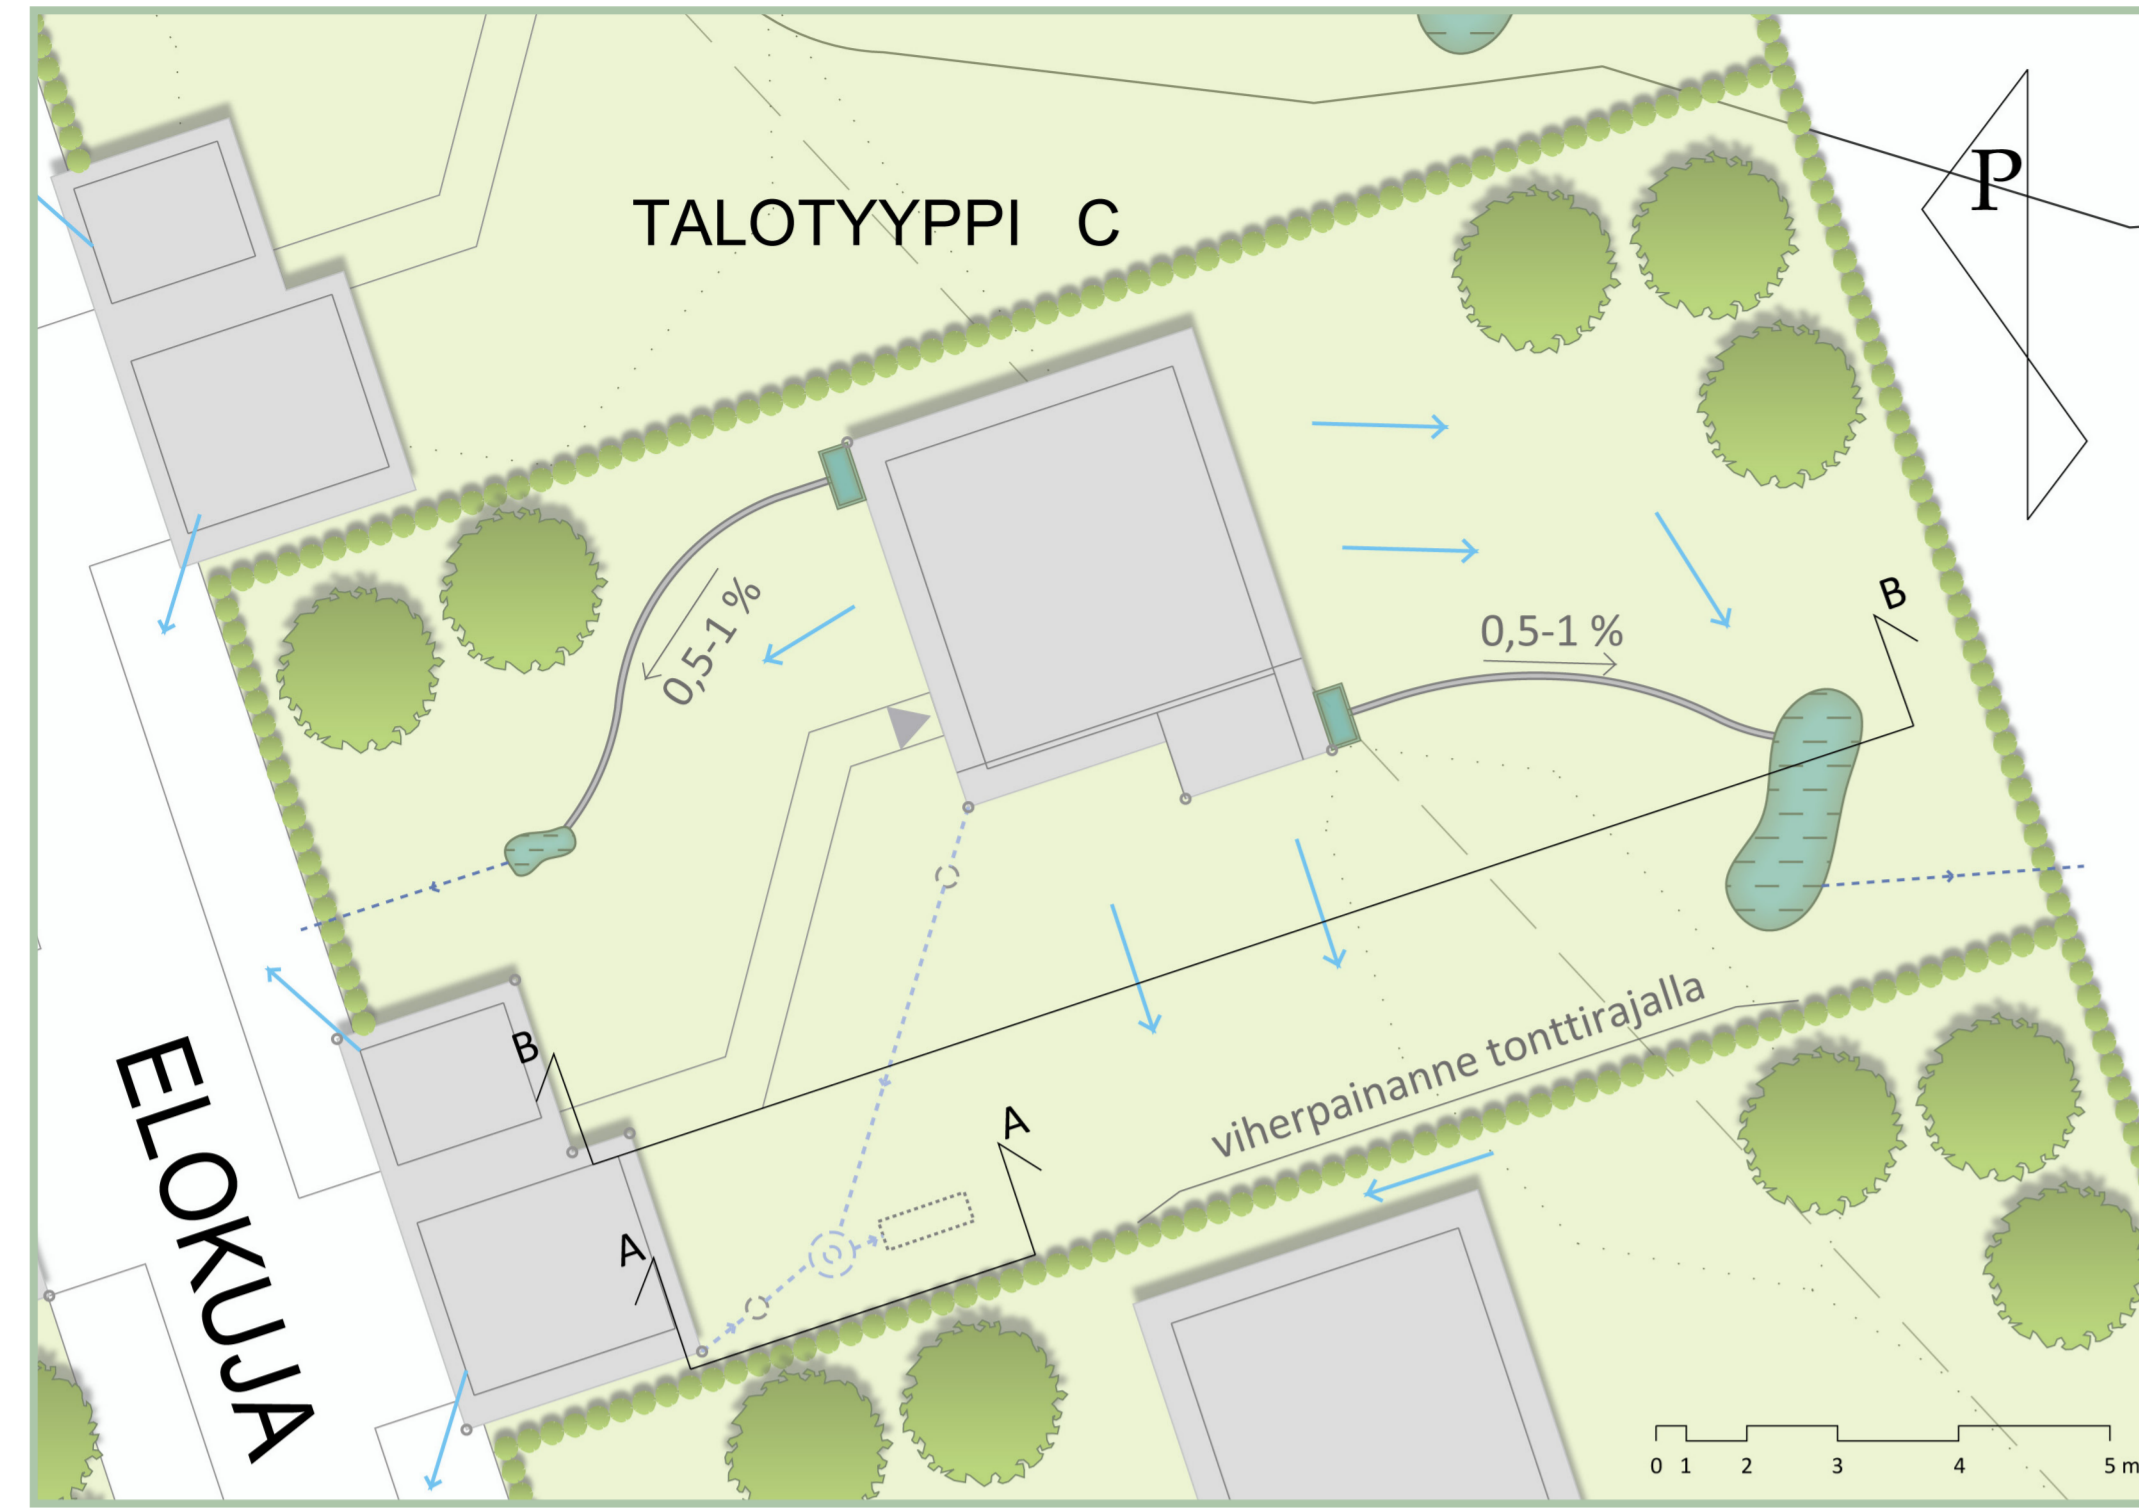 P
TALOTYYPPI C
0,5-1 %
0,5-1 %
B
viherpainanne tonttirajalla
B
A
A
ELOKUJA
0 1 2 3 4 5 m